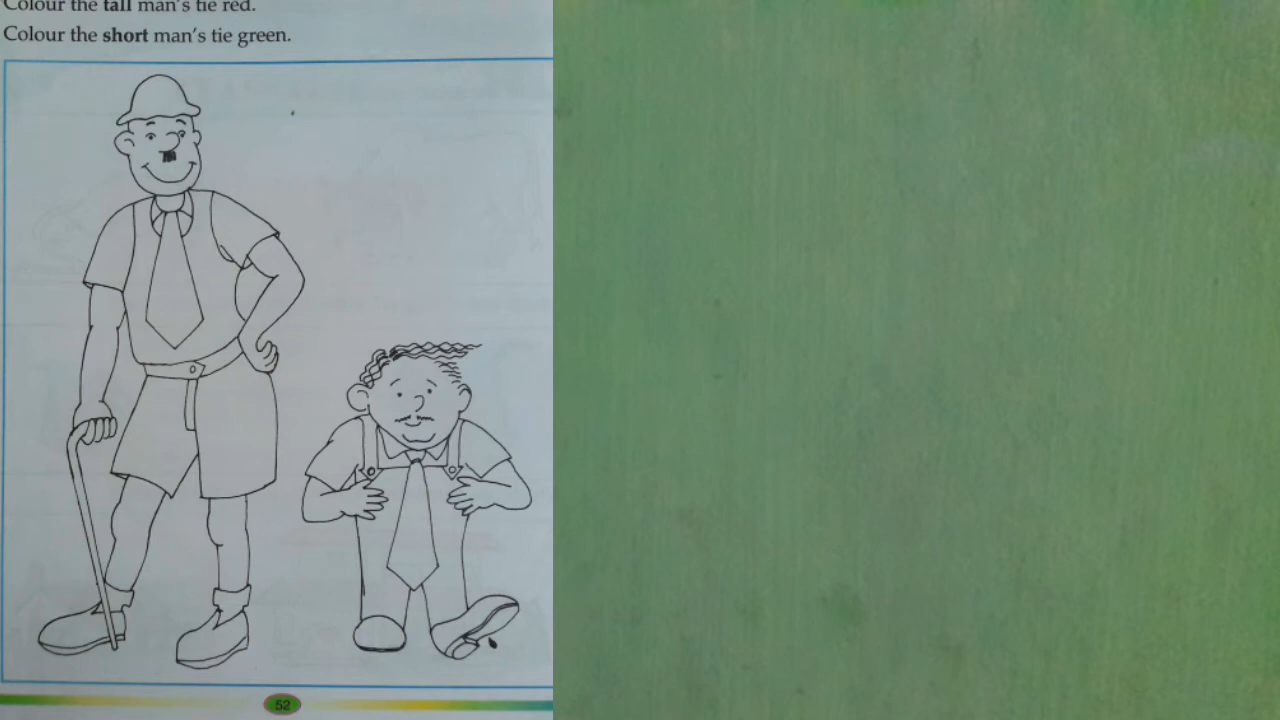 Colour the tall man's tie red.
Colour the short man's tie green.
52